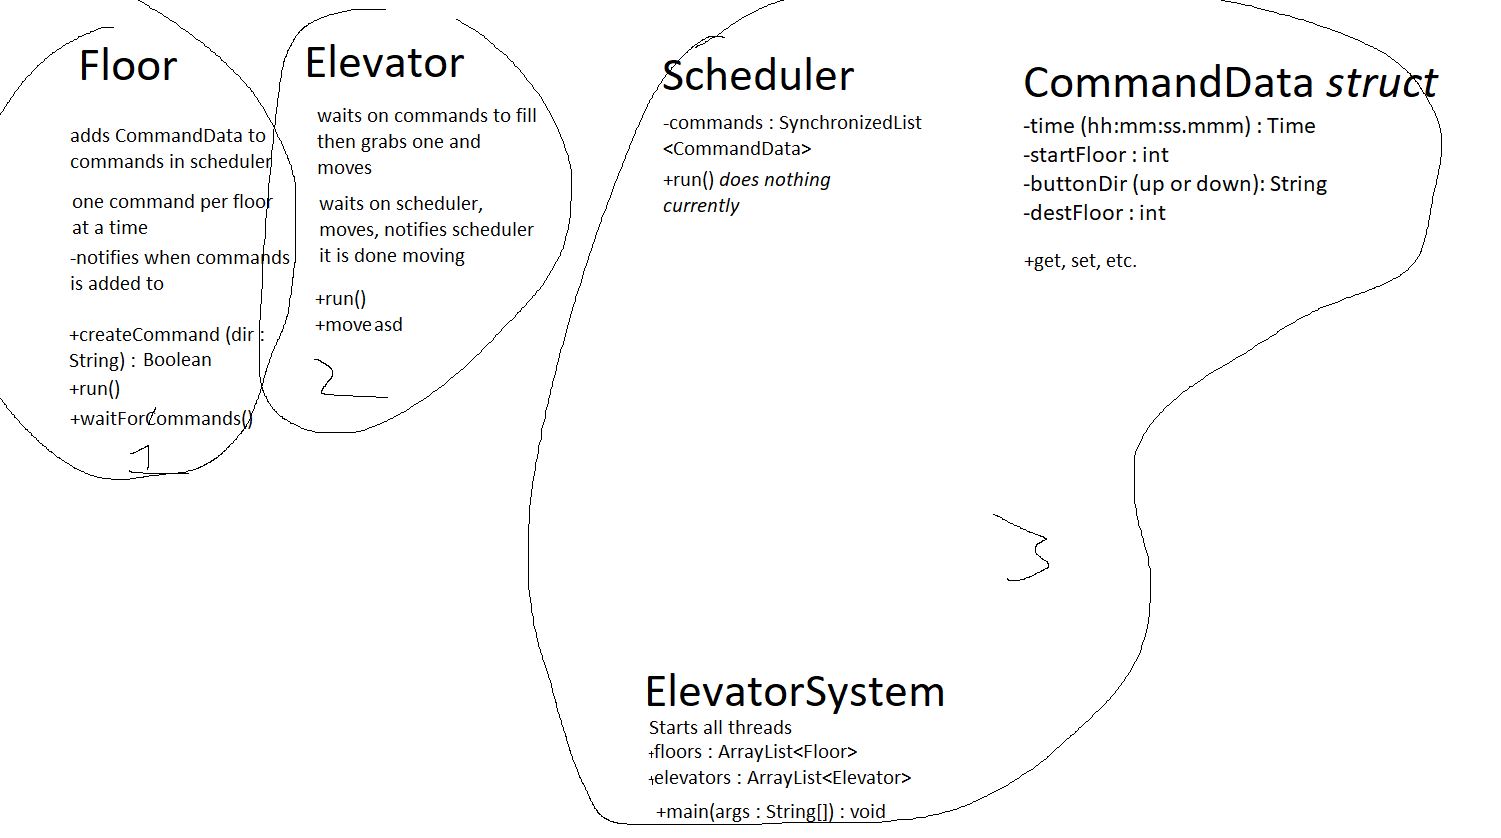 Floor
adds CommandData to
commands in scheduler
one command per floor
at a time
-notifies when commands
is added to
+createCommand (dir :
String) : Boolean
+run()
+waitForCommands()
1
Elevator
waits on commands to fill
then grabs one and
moves
waits on scheduler,
moves, notifies scheduler
it is done moving
+run()
+move asd
2
Scheduler
-commands : SynchronizedList
<CommandData>
+run() does nothing
currently
CommandData struct
-time (hh:mm:ss.mmm) : Time
-startFloor : int
-buttonDir (up or down): String
-destFloor : int
+get, set, etc.
3
ElevatorSystem
Starts all threads
+floors : ArrayList<Floor>
+elevators : ArrayList<Elevator>
+main(args : String[]) : void